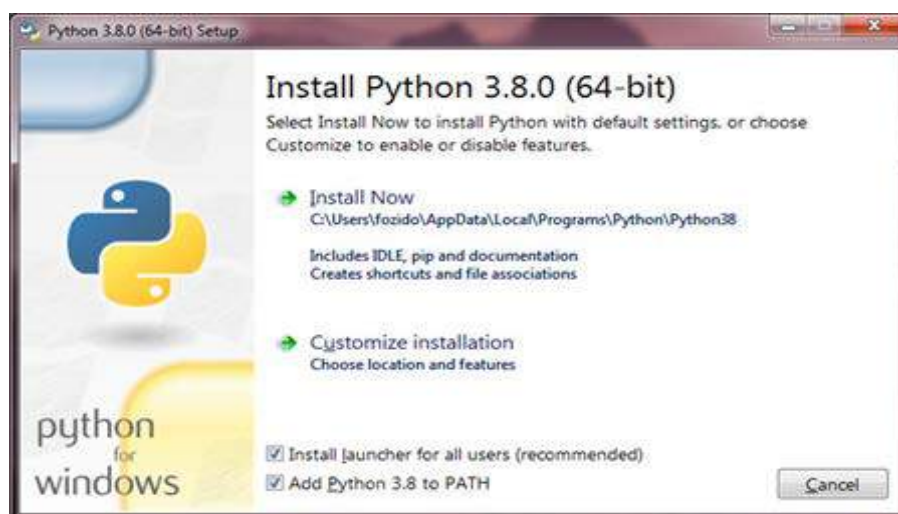 Python 3.8.0 (64-bit) Setup
Install Python 3.8.0 (64-bit)
Select Install Now to install Python with default settings, or choose
Customize to enable or disable features.
Install Now
C:\Users\fozido\AppData\Local\Programs\Python\Python38
Includes IDLE, pip and documentation
Creates shortcuts and file associations
Customize installation
Choose location and features
python
for
windows
Install launcher for all users (recommended)
Add Python 3.8 to PATH
Cancel